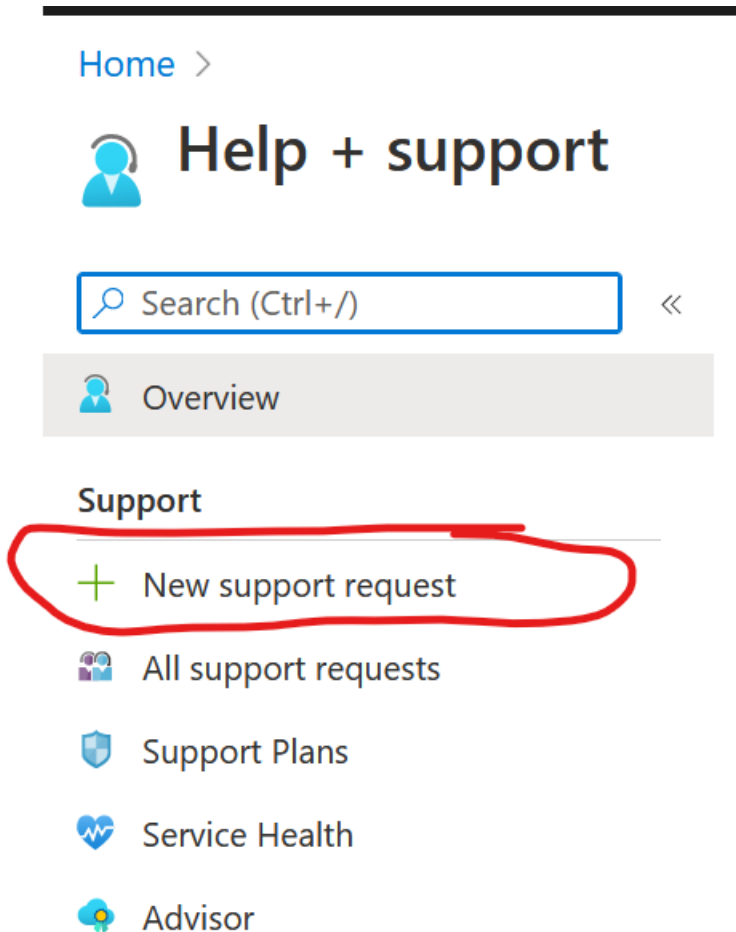 Home >
Help + support
Search (Ctrl+/)
Overview
Support
New support request
All support requests
Support Plans
Service Health
Advisor